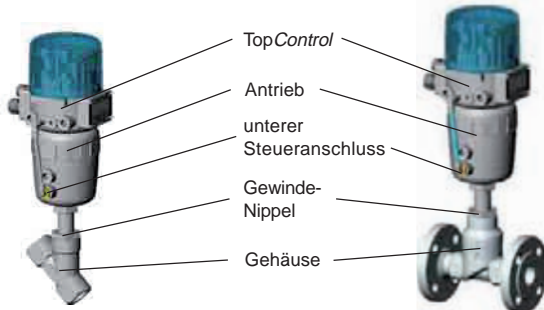 TopControl
Antrieb
unterer
Steueranschluss
Gewinde-
Nippel
Gehäuse